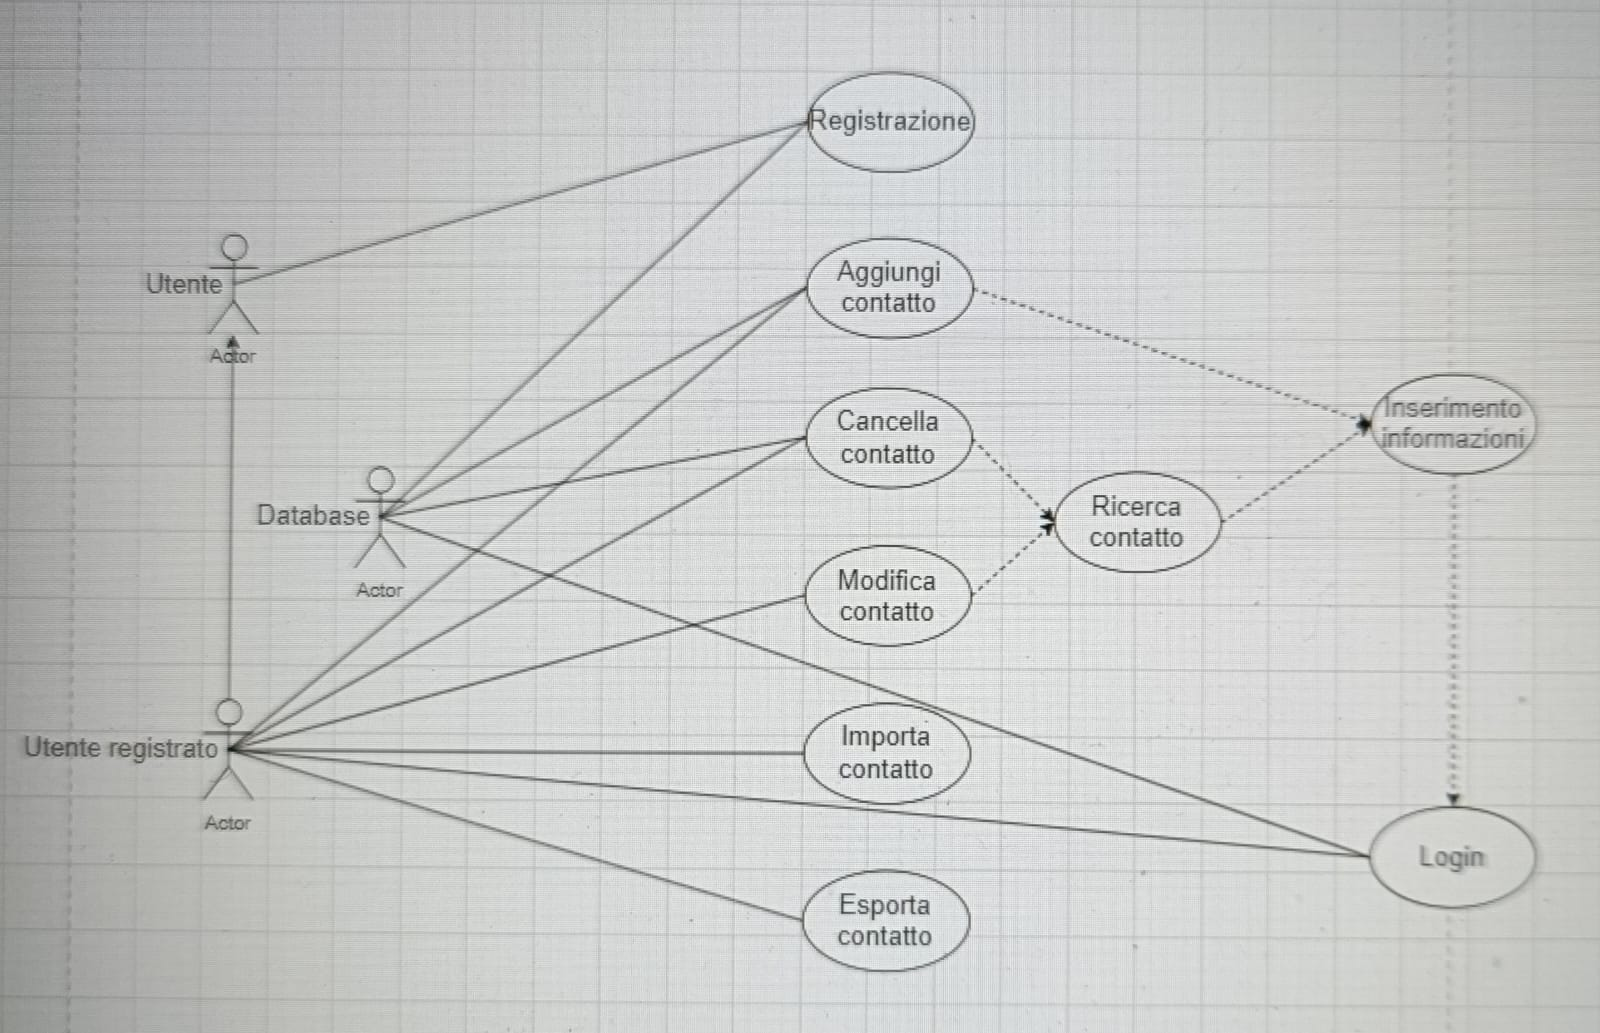 Registrazione
Utente
Actor
Aggiungi
contatto
Cancella
contatto
Inserimento
informazioni
Database
Actor
Ricerca
contatto
Modifica
contatto
Utente registrato
Actor
Importa
contatto
Login
Esporta
contatto